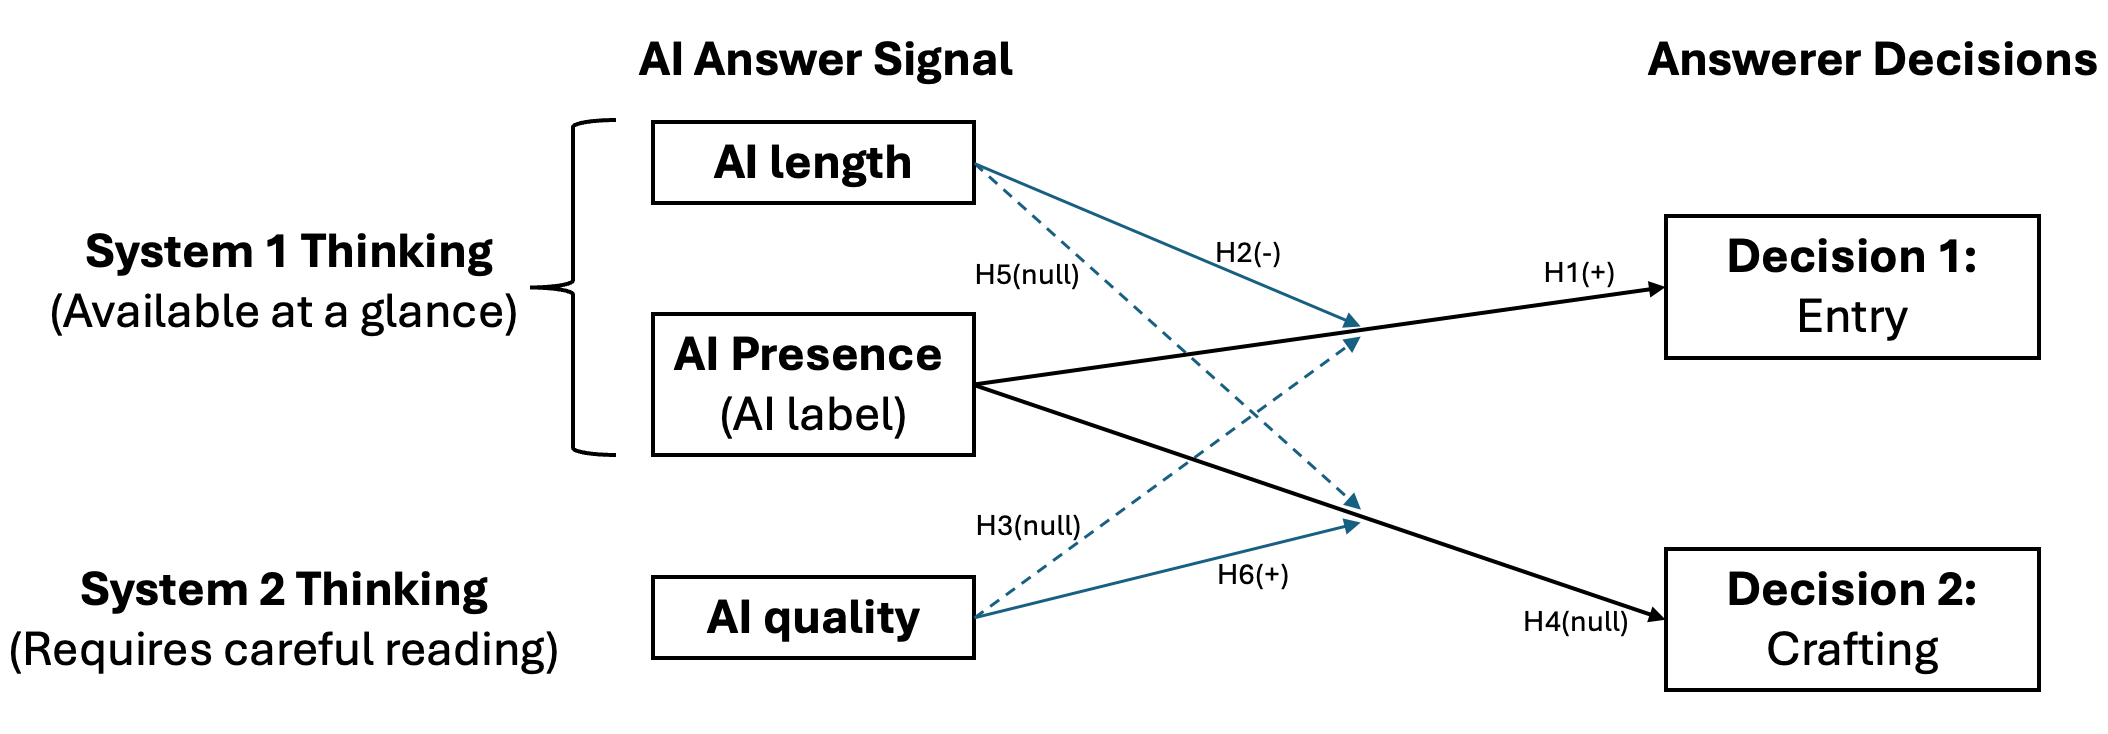 AI Answer Signal
Answerer Decisions
AI length
System 1 Thinking
(Available at a glance)
H2(-)
H5(null)
H1(+)
Decision 1:
Entry
AI Presence
(AI label)
H3(null)
H6(+)
System 2 Thinking
(Requires careful reading)
AI quality
H4(null)
Decision 2:
Crafting